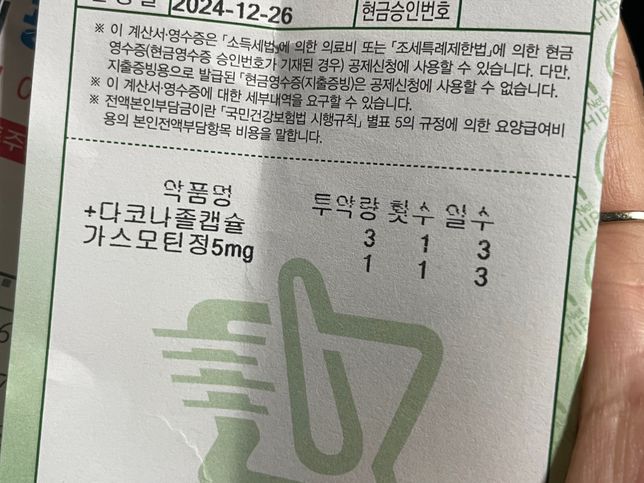 2024-12-26
현금승인번호
※ 이 계산서·영수증은 「소득세법」에 의한 의료비 또는 「조세특례제한법」에 의한 현금
영수증(현금영수증 승인번호가 기재된 경우) 공제신청에 사용할 수 있습니다. 다만,
지출증빙용으로 발급된 「현금영수증(지출증빙)은 공제신청에 사용할 수 없습니다.
※ 이 계산서·영수증에 대한 세부내역을 요구할 수 있습니다.
※ 전액본인부담금이란 「국민건강보험법 시행규칙」 별표 5의 규정에 의한 요양급여비
용의 본인전액부담항목 비용을 말합니다.
약품명 투약량 횟수 일수
+다코나졸캡슐 3 1 3
가스모틴정5mg 1 1 3